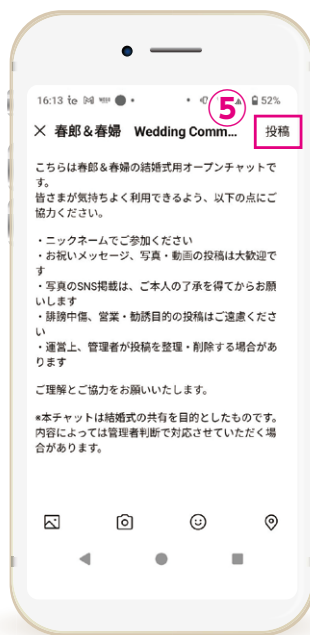 16:13
52%
⑤
× 春郎&春婦 Wedding Comm... 投稿
こちらは春郎&春婦の結婚式用オープンチャットで
す。
皆さまが気持ちよく利用できるよう、以下の点にご
協力ください。
・ニックネームでご参加ください
・お祝いメッセージ、写真・動画の投稿は大歓迎で
す
・写真のSNS掲載は、ご本人の了承を得てからお願
いします
・誹謗中傷、営業・勧誘目的の投稿はご遠慮くださ
い
・運営上、管理者が投稿を整理・削除する場合があ
ります
ご理解とご協力をお願いいたします。
*本チャットは結婚式の共有を目的としたものです。
内容によっては管理者判断で対応させていただく場
合があります。